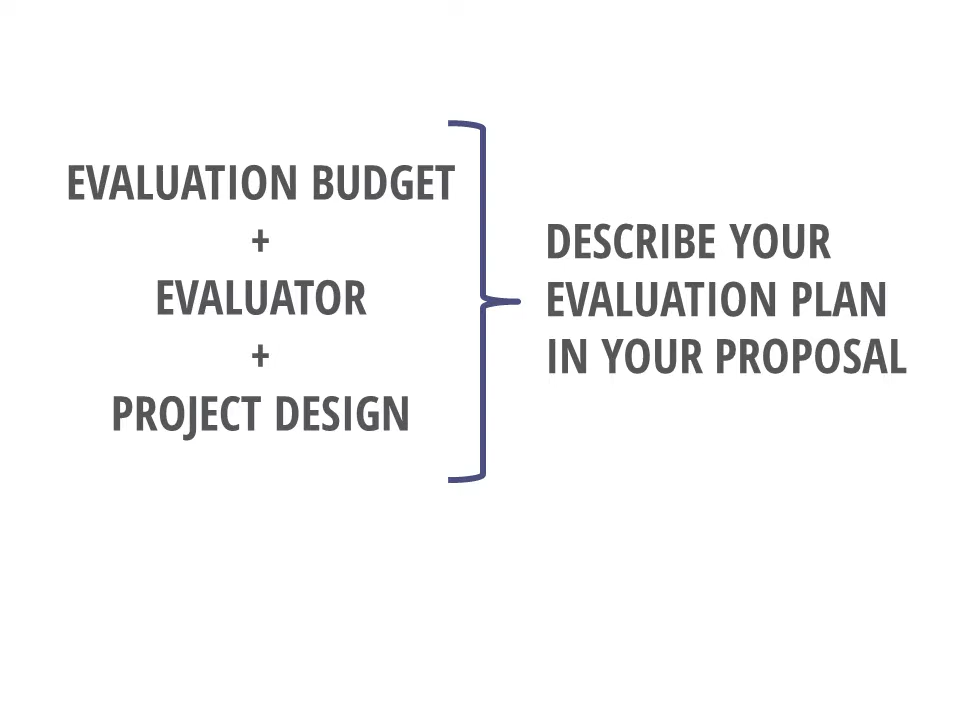 EVALUATION BUDGET
+
EVALUATOR
+
PROJECT DESIGN
DESCRIBE YOUR
EVALUATION PLAN
IN YOUR PROPOSAL